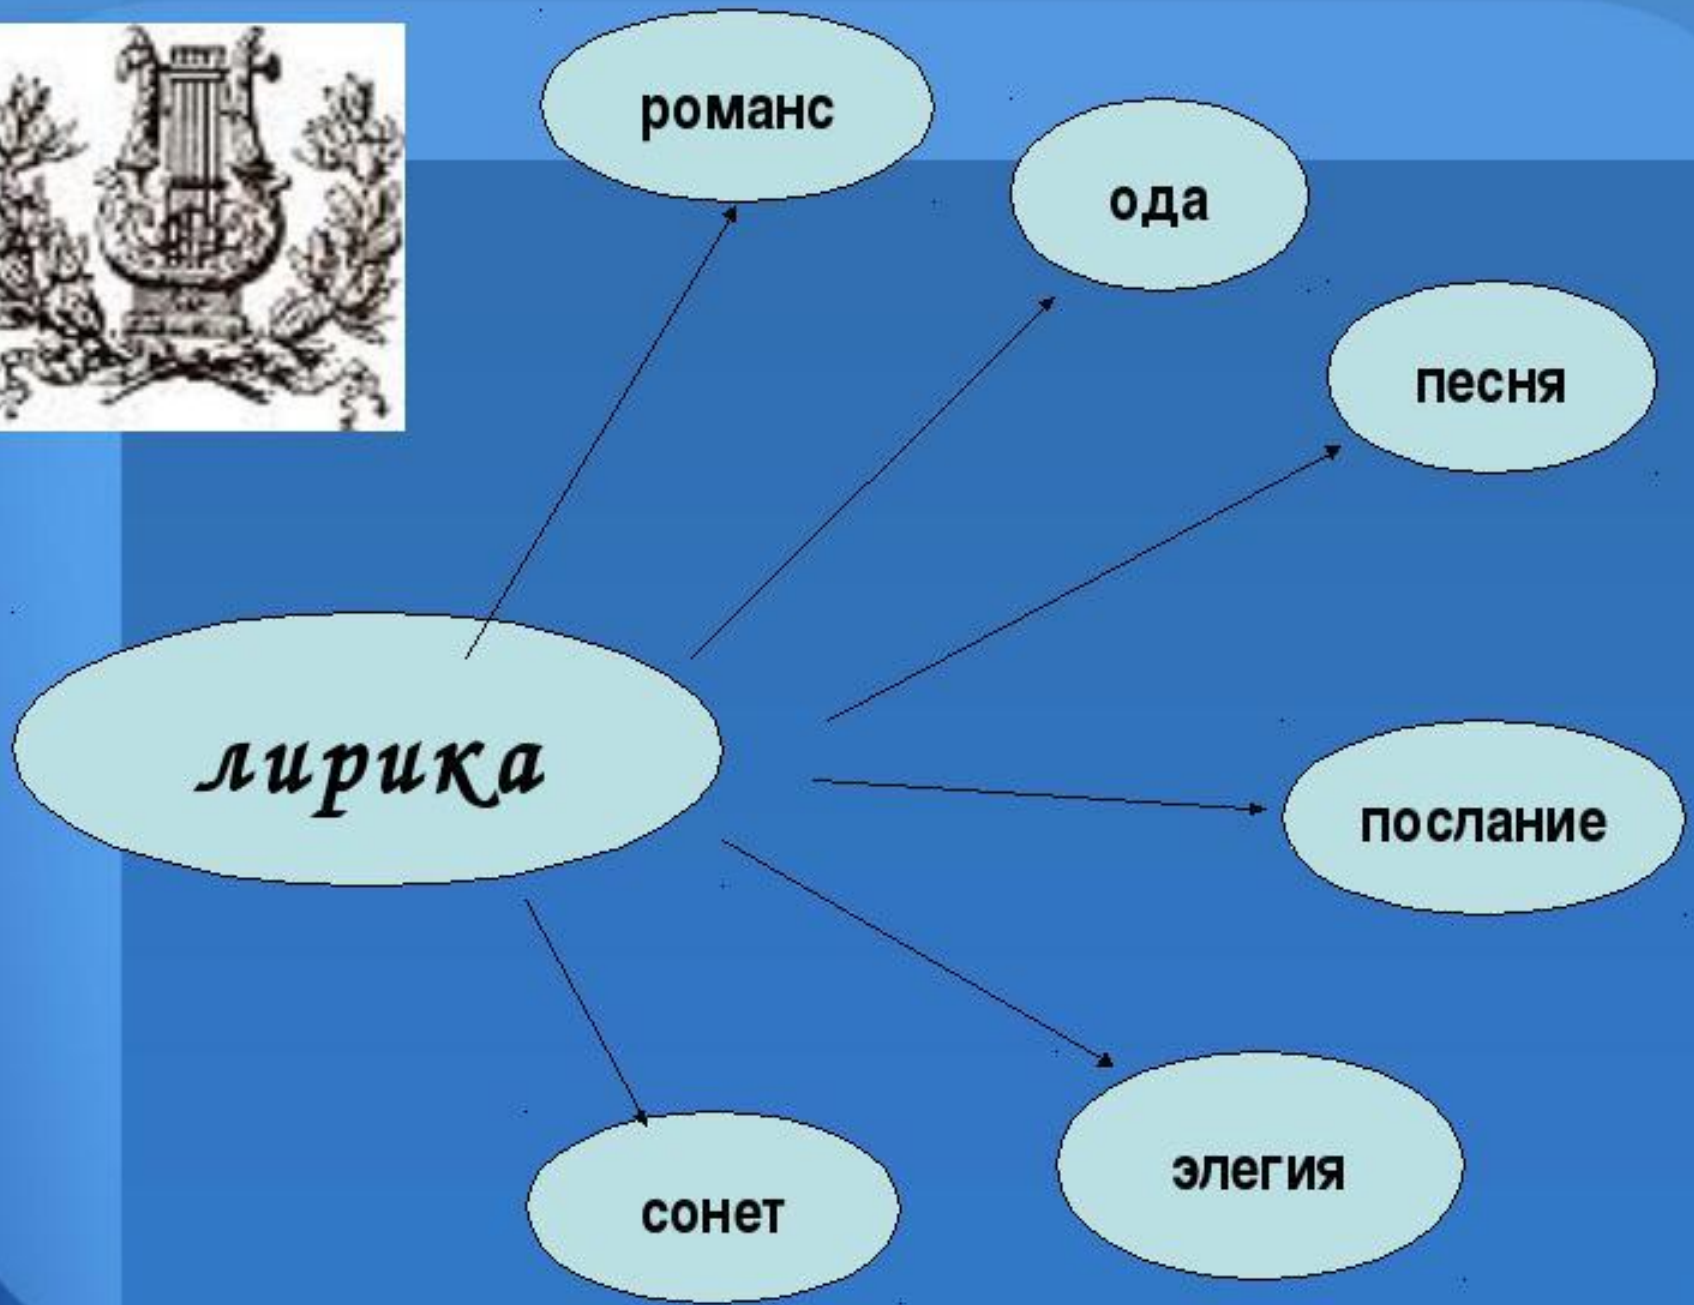 романс
ода
песня
лирика
послание
элегия
сонет